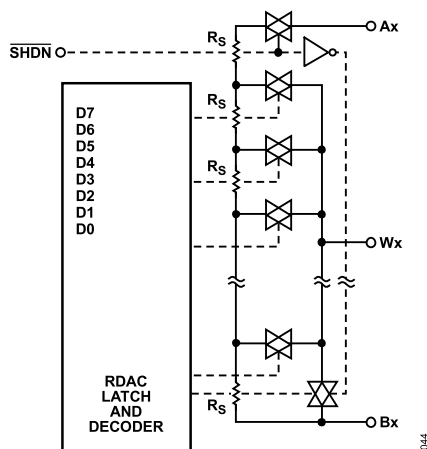 Ax
RS
SHDN
RS
D7
D6
D5
D4
D3
D2
D1
D0
RS
Wx
RDAC
LATCH
AND
DECODER
RS
Bx
044